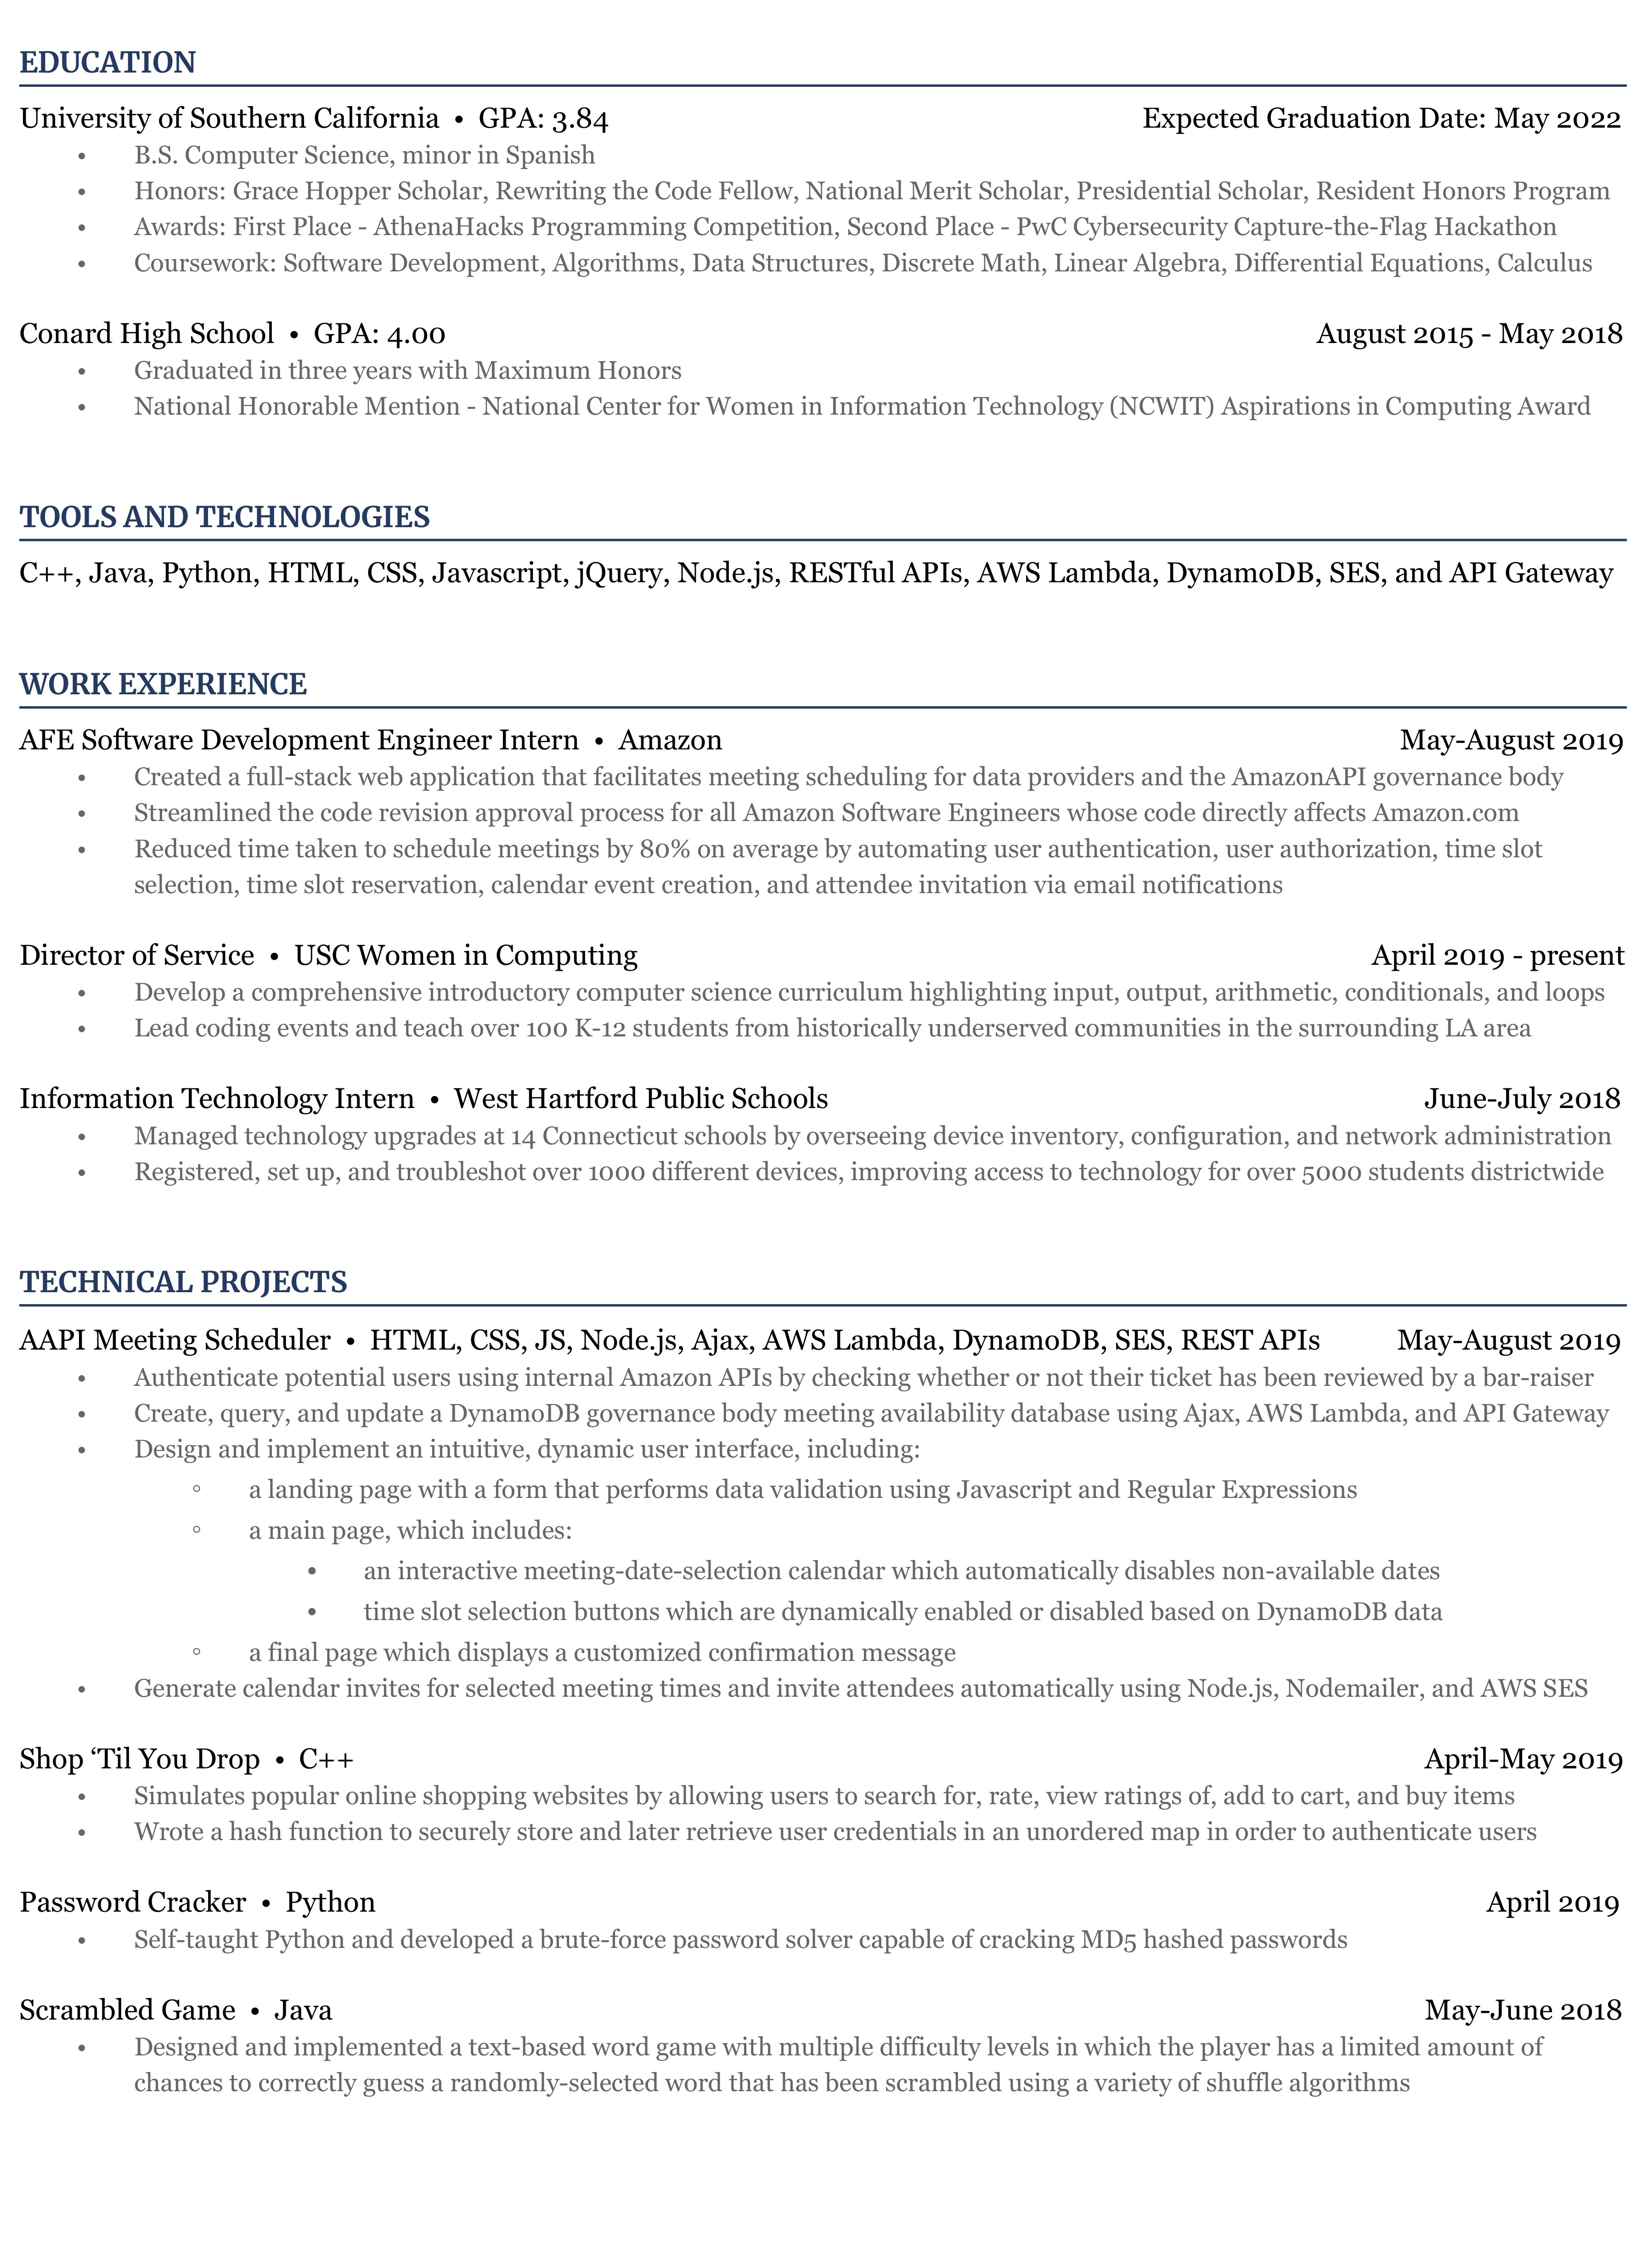 EDUCATION
University of Southern California • GPA: 3.84 Expected Graduation Date: May 2022
• B.S. Computer Science, minor in Spanish
• Honors: Grace Hopper Scholar, Rewriting the Code Fellow, National Merit Scholar, Presidential Scholar, Resident Honors Program
• Awards: First Place - AthenaHacks Programming Competition, Second Place - PwC Cybersecurity Capture-the-Flag Hackathon
• Coursework: Software Development, Algorithms, Data Structures, Discrete Math, Linear Algebra, Differential Equations, Calculus
Conard High School • GPA: 4.00 August 2015 - May 2018
• Graduated in three years with Maximum Honors
• National Honorable Mention - National Center for Women in Information Technology (NCWIT) Aspirations in Computing Award
TOOLS AND TECHNOLOGIES
C++, Java, Python, HTML, CSS, Javascript, jQuery, Node.js, RESTful APIs, AWS Lambda, DynamoDB, SES, and API Gateway
WORK EXPERIENCE
AFE Software Development Engineer Intern • Amazon May-August 2019
• Created a full-stack web application that facilitates meeting scheduling for data providers and the AmazonAPI governance body
• Streamlined the code revision approval process for all Amazon Software Engineers whose code directly affects Amazon.com
• Reduced time taken to schedule meetings by 80% on average by automating user authentication, user authorization, time slot
selection, time slot reservation, calendar event creation, and attendee invitation via email notifications
Director of Service • USC Women in Computing April 2019 - present
• Develop a comprehensive introductory computer science curriculum highlighting input, output, arithmetic, conditionals, and loops
• Lead coding events and teach over 100 K-12 students from historically underserved communities in the surrounding LA area
Information Technology Intern • West Hartford Public Schools June-July 2018
• Managed technology upgrades at 14 Connecticut schools by overseeing device inventory, configuration, and network administration
• Registered, set up, and troubleshot over 1000 different devices, improving access to technology for over 5000 students districtwide
TECHNICAL PROJECTS
AAPI Meeting Scheduler • HTML, CSS, JS, Node.js, Ajax, AWS Lambda, DynamoDB, SES, REST APIs May-August 2019
• Authenticate potential users using internal Amazon APIs by checking whether or not their ticket has been reviewed by a bar-raiser
• Create, query, and update a DynamoDB governance body meeting availability database using Ajax, AWS Lambda, and API Gateway
• Design and implement an intuitive, dynamic user interface, including:
◦ a landing page with a form that performs data validation using Javascript and Regular Expressions
◦ a main page, which includes:
• an interactive meeting-date-selection calendar which automatically disables non-available dates
• time slot selection buttons which are dynamically enabled or disabled based on DynamoDB data
◦ a final page which displays a customized confirmation message
• Generate calendar invites for selected meeting times and invite attendees automatically using Node.js, Nodemailer, and AWS SES
Shop ‘Til You Drop • C++ April-May 2019
• Simulates popular online shopping websites by allowing users to search for, rate, view ratings of, add to cart, and buy items
• Wrote a hash function to securely store and later retrieve user credentials in an unordered map in order to authenticate users
Password Cracker • Python April 2019
• Self-taught Python and developed a brute-force password solver capable of cracking MD5 hashed passwords
Scrambled Game • Java May-June 2018
• Designed and implemented a text-based word game with multiple difficulty levels in which the player has a limited amount of
chances to correctly guess a randomly-selected word that has been scrambled using a variety of shuffle algorithms